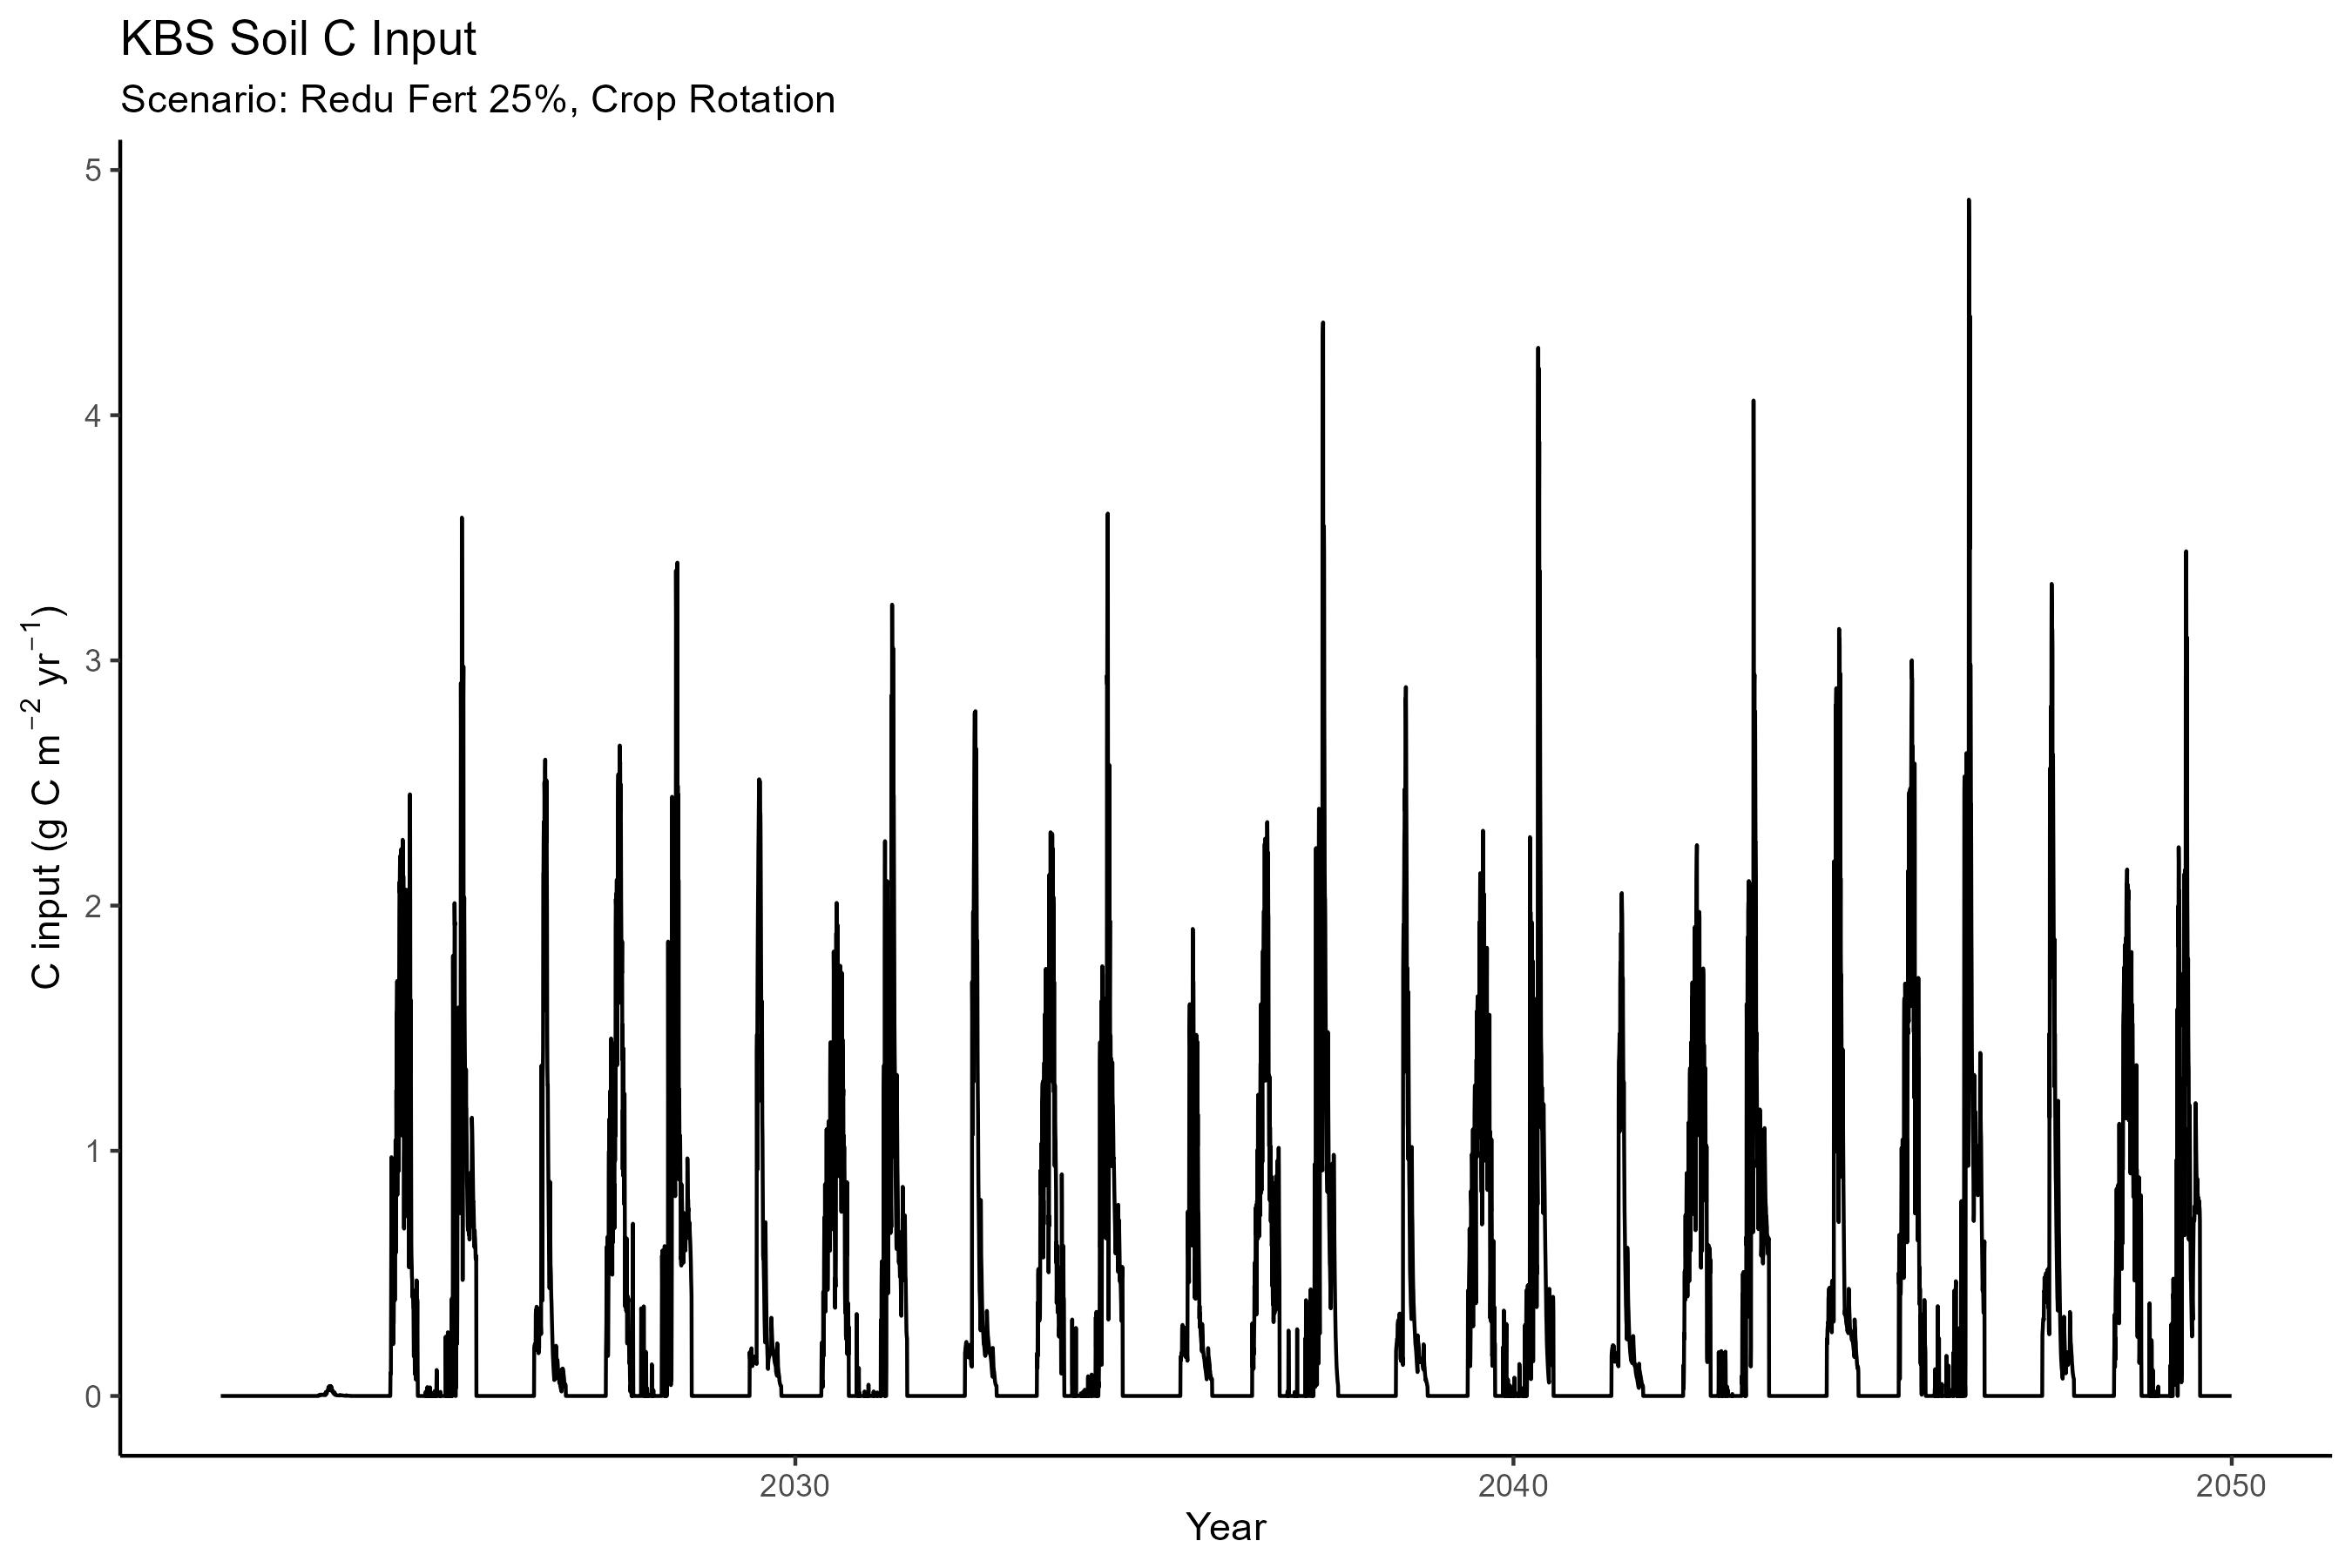 KBS Soil C Input
Scenario: Redu Fert 25%, Crop Rotation
5
4
3
2
1
0
C input (g C m⁻² yr⁻¹)
2030
2040
2050
Year